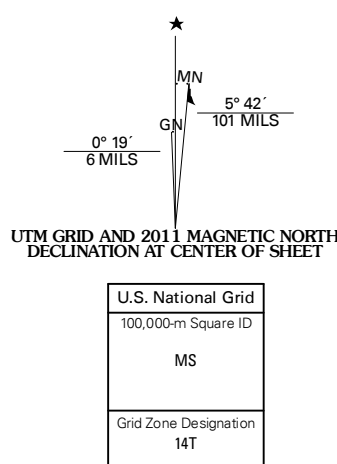 MN
5° 42´
101 MILS
GN
0° 19´
6 MILS
UTM GRID AND 2011 MAGNETIC NORTH
DECLINATION AT CENTER OF SHEET
U.S. National Grid
100,000-m Square ID
MS
Grid Zone Designation
14T